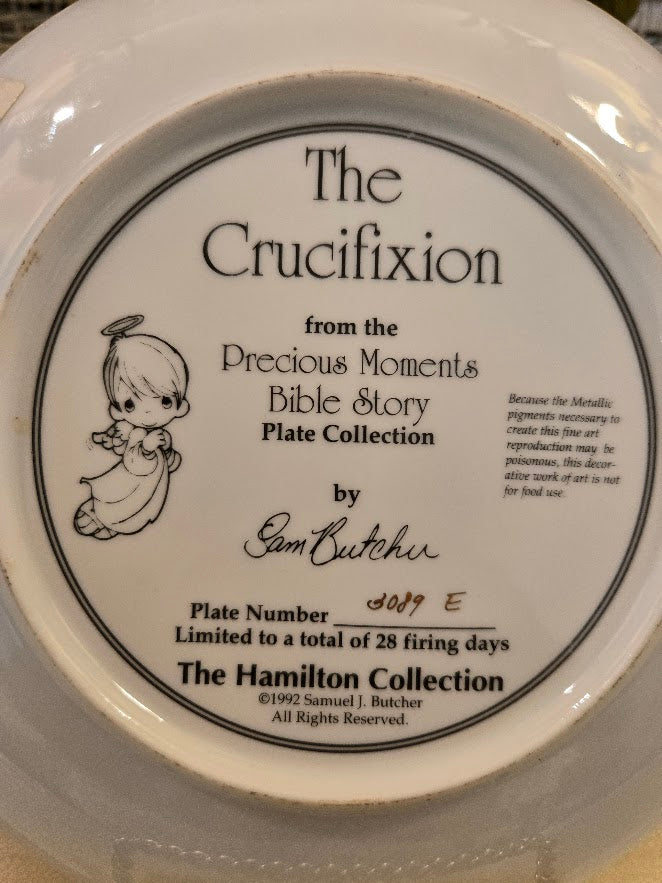 The
Crucifixion
from the
Precious Moments
Bible Story
Plate Collection
Because the Metallic
pigments necessary to
create this fine art
reproduction may be
poisonous, this decor-
ative work of art is not
for food use.
by
Sam Butcher
Plate Number 3089 E
Limited to a total of 28 firing days
The Hamilton Collection
©1992 Samuel J. Butcher
All Rights Reserved.